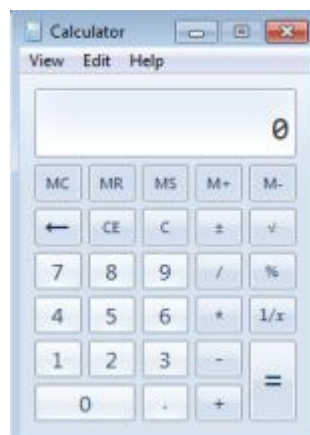 Calculator
View Edit Help
0
MC MR MS M+ M-
← CE C ± √
7 8 9 / %
4 5 6 * 1/x
1 2 3 - =
0 . +